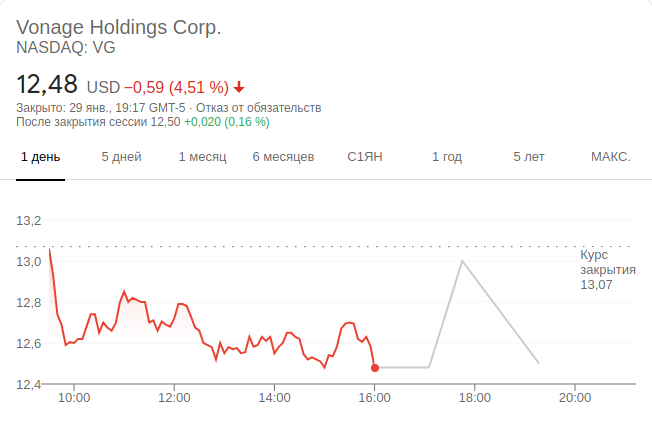 Vonage Holdings Corp.
NASDAQ: VG
12,48 USD −0,59 (4,51 %)
Закрыто: 29 янв., 19:17 GMT-5 · Отказ от обязательств
После закрытия сессии 12,50 +0,020 (0,16 %)
1 день 5 дней 1 месяц 6 месяцев С1ЯН 1 год 5 лет МАКС.
13,2
Курс
13,0 закрытия
13,07
12,8
12,6
12,4
10:00 12:00 14:00 16:00 18:00 20:00